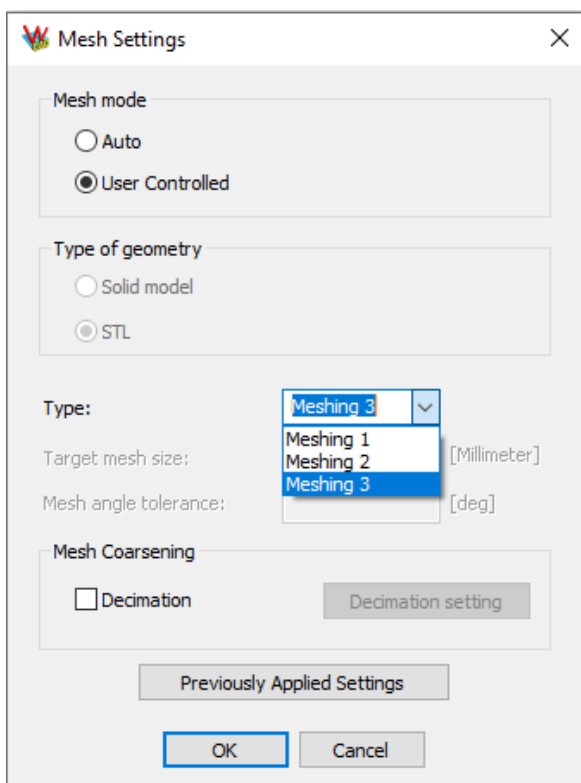 Mesh Settings
Mesh mode
Auto
User Controlled
Type of geometry
Solid model
STL
Type: Meshing 3
Meshing 1
Meshing 2
Meshing 3
Target mesh size: [Millimeter]
Mesh angle tolerance: [deg]
Mesh Coarsening
Decimation Decimation setting
Previously Applied Settings
OK Cancel